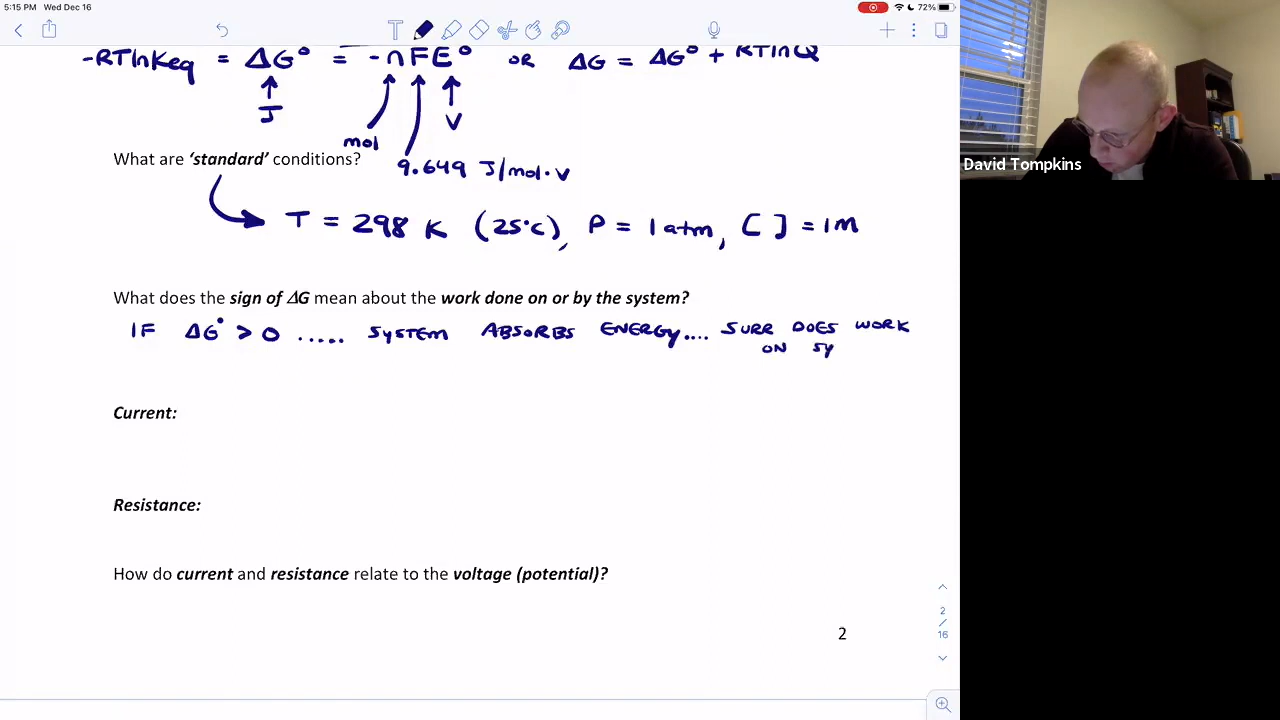 5:15 PM Wed Dec 16
72%
-RTlnKeq = ΔG° = -nFE° OR ΔG = ΔG° + RTlnQ
J
mol
V
What are ‘standard’ conditions?
9.649 J/mol·V
T = 298 K (25°C), P = 1 atm, [ ] = 1M
What does the sign of ΔG mean about the work done on or by the system?
IF ΔG° > 0 ..... SYSTEM ABSORBS ENERGY.... SURR DOES WORK
ON SY
Current:
Resistance:
How do current and resistance relate to the voltage (potential)?
2
2
/
16
David Tompkins